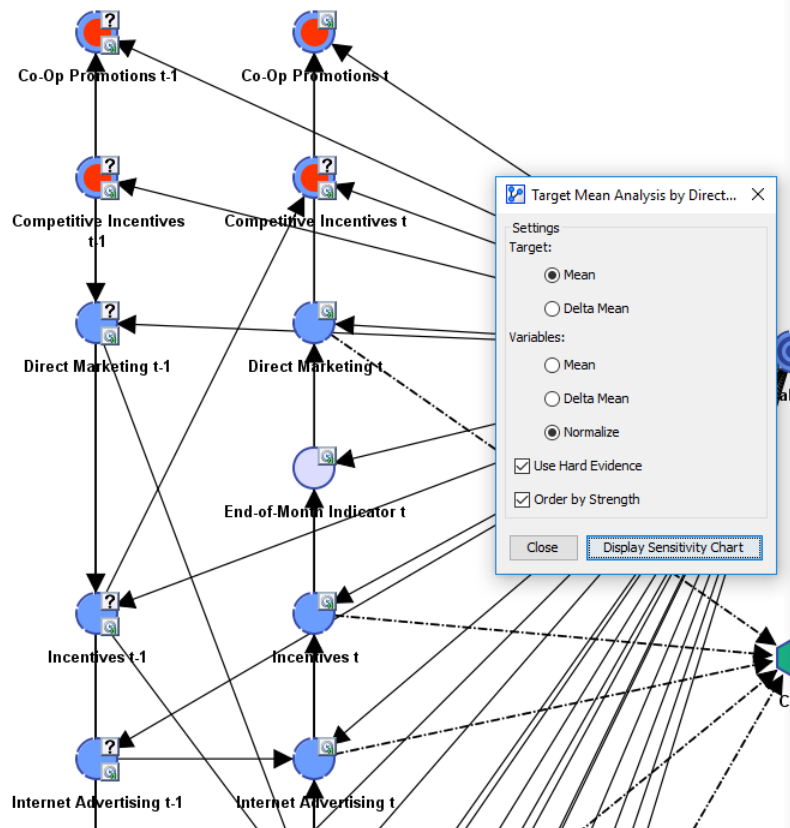 ?
Co-Op Promotions t-1
Co-Op Promotions t
?
?
Competitive Incentives
t-1
Competitive Incentives t
?
Direct Marketing t-1
Direct Marketing t
End-of-Month Indicator t
?
Incentives t-1
Incentives t
?
Internet Advertising t-1
Internet Advertising t
Target Mean Analysis by Direct...
Settings
Target:
Mean
Delta Mean
Variables:
Mean
Delta Mean
Normalize
Use Hard Evidence
Order by Strength
Close
Display Sensitivity Chart